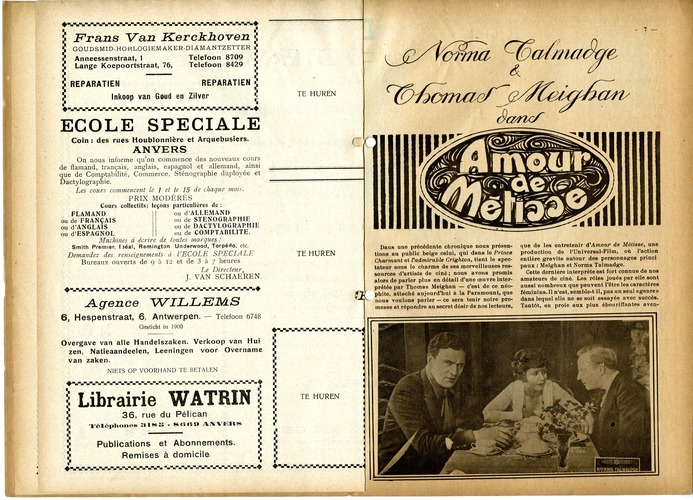 Frans Van Kerckhoven
GOUDSMID-HORLOGIEMAKER-DIAMANTZETTER
Anneessenstraat, 1 Telefoon 8709
Lange Koepoortstraat, 76, Telefoon 8429
REPARATIEN REPARATIEN
Inkoop van Goud en Zilver
ECOLE SPECIALE
Coin : des rues Houblonnière et Arquebusiers.
ANVERS
On nous informe qu'on commence des nouveaux cours
de flamand, français, anglais, espagnol et allemand, ainsi
que de Comptabilité, Commerce, Sténographie duployée et
Dactylographie.
Les cours commencent le 1 et le 15 de chaque mois.
PRIX MODÉRÉS
Cours collectifs; leçons particulières de :
FLAMAND
ou de FRANÇAIS
ou d'ANGLAIS
ou d'ESPAGNOL
ou d'ALLEMAND
ou de STENOGRAPHIE
ou de DACTYLOGRAPHIE
ou de COMPTABILITE.
Machines à écrire de toutes marques :
Smith Premier, Ideal, Remington Underwood, Torpédo, etc.
Demandez des renseignements à l'ECOLE SPECIALE
Bureaux ouverts de 9 à 12 et de 3 à 7 heures
Le Directeur,
J. VAN SCHAEREN.
Agence WILLEMS
6, Hespenstraat, 6, Antwerpen. — Telefoon 6748
Gesticht in 1900
Overgave van alle Handelszaken. Verkoop van Hui
zen, Natieaandeelen, Leeningen voor Overname
van zaken.
NIETS OP VOORHAND TE BETALEN
Librairie WATRIN
36, rue du Pélican
Téléphones 3183 - 8669 ANVERS
Publications et Abonnements.
Remises à domicile
TE HUREN
TE HUREN
TE HUREN
- 7 -
Norma Talmadge
&
Thomas Meighan
dans
Amour
de
Métisse
Dans une précédente chronique nous présen-
tions au public belge celui, qui dans le Prince
Charmant et l'Admirable Crighton, tient le spec-
tateur sous le charme de ses merveilleuses res-
sources d'artiste de ciné ; nous avons promis
alors de parler plus en détail d'une œuvre inter-
prétée par Thomas Meighan — c'est de ce néo-
phite, attaché aujourd'hui à la Paramount, que
nous voulons parler — ce sera tenir notre pro-
messe et répondre au secret désir de nos lecteurs,
que de les entretenir d'Amour de Métisse, une
production de l'Universal-Film, où l'action
entière gravite autour des personnages princi
paux : Meighan et Norma Talmadge.
Cette dernière interprète est fort connue de nos
amateurs de ciné. Les rôles joués par elle sont
aussi nombreux que peuvent l'être les caractères
féminins. Il n'est, semble-t-il, pas un seul «genre»
dans lequel elle ne se soit essayée avec succès.
Tantôt, en proie aux plus ébouriffantes aven-
NORMA TALMADGE